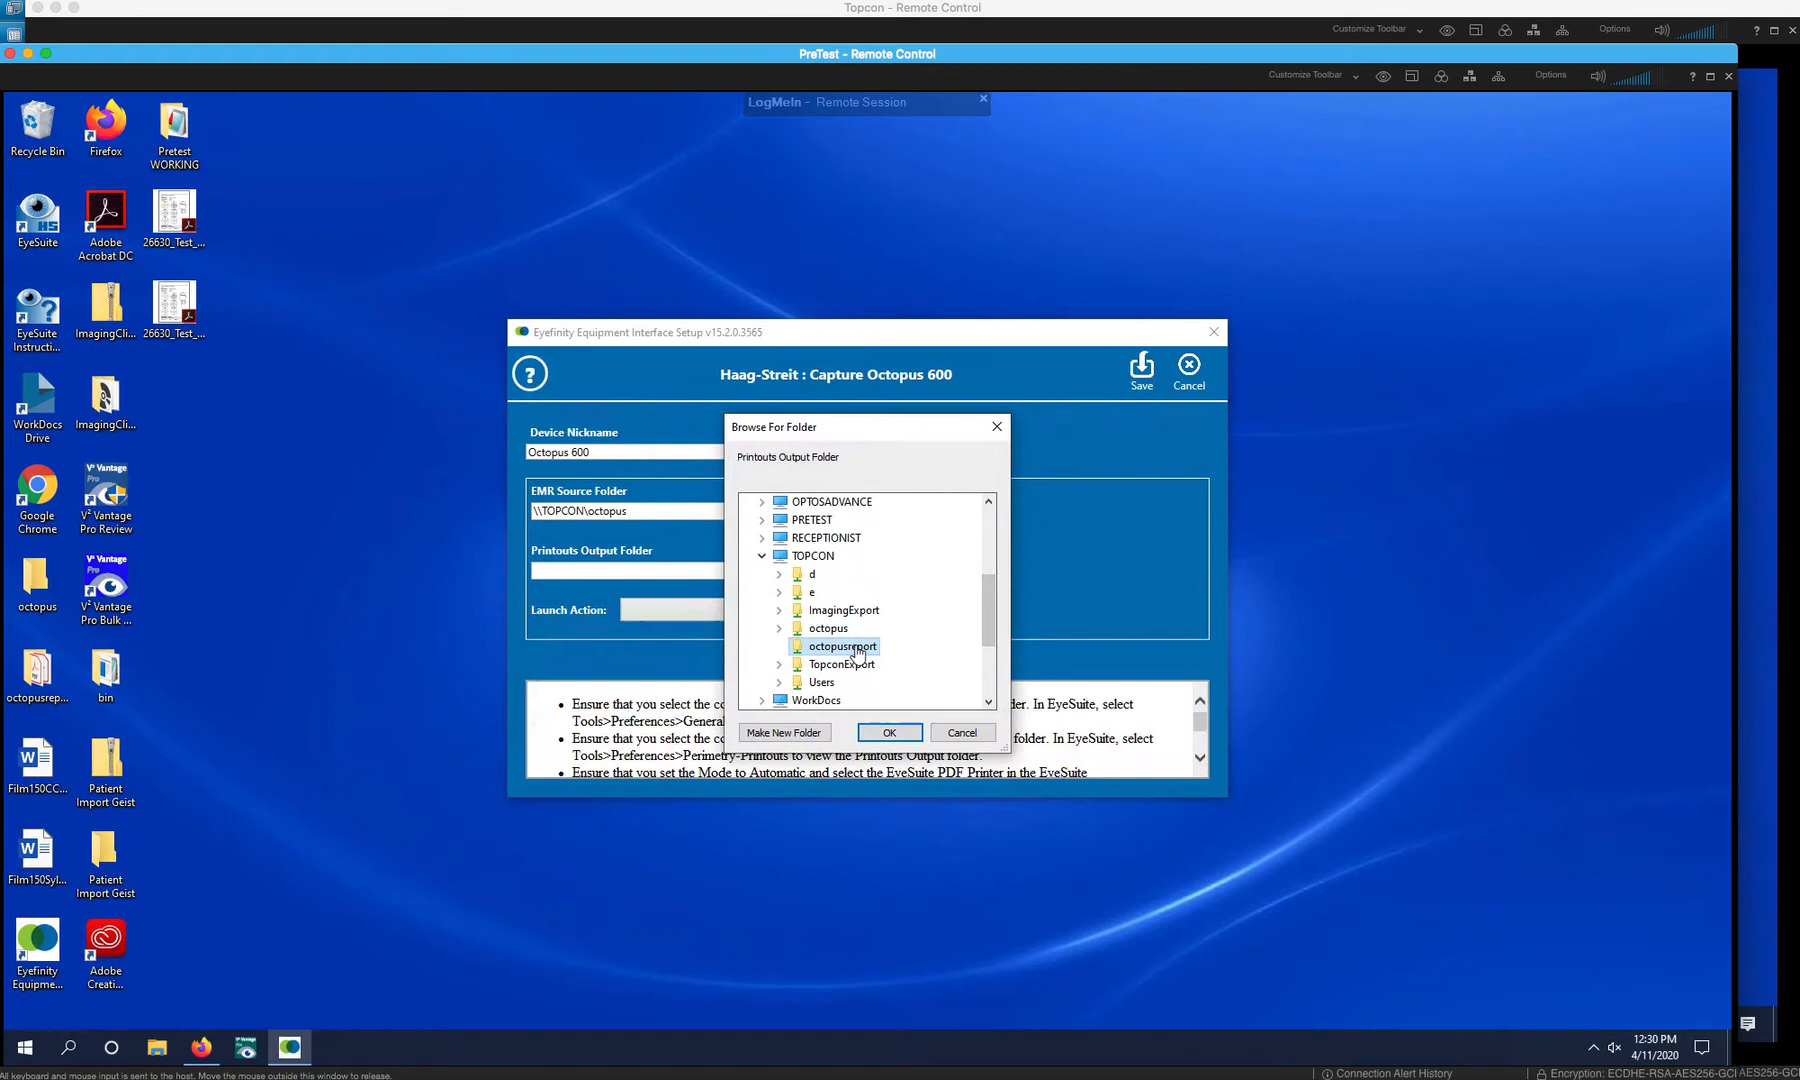 Topcon - Remote Control
Customize Toolbar
Options
?
PreTest - Remote Control
Customize Toolbar
Options
?
LogMeIn - Remote Session
Recycle Bin
Firefox
Pretest
WORKING
EyeSuite
Adobe
Acrobat DC
26630_Test_...
EyeSuite
Instructi...
ImagingCli...
26630_Test_...
WorkDocs
Drive
ImagingCli...
Google
Chrome
V² Vantage
Pro Review
octopus
V² Vantage
Pro Bulk ...
octopusrep...
bin
Film150CC...
Patient
Import Geist
Film150Syl...
Patient
Import Geist
Eyefinity
Equipme...
Adobe
Creati...
Eyefinity Equipment Interface Setup v15.2.0.3565
?
Haag-Streit : Capture Octopus 600
Save
Cancel
Device Nickname
Octopus 600
EMR Source Folder
\\TOPCON\octopus
Printouts Output Folder
Launch Action:
Browse For Folder
Printouts Output Folder
OPTOSADVANCE
PRETEST
RECEPTIONIST
TOPCON
d
e
ImagingExport
octopus
octopusreport
TopconExport
Users
WorkDocs
Make New Folder
OK
Cancel
Ensure that you select the co
der. In EyeSuite, select
Tools>Preferences>Genera
Ensure that you select the co
folder. In EyeSuite, select
Tools>Preferences>Perimetry-Printouts to view the Printouts Output folder.
Ensure that you set the Mode to Automatic and select the EyeSuite PDF Printer in the EyeSuite
12:30 PM
4/11/2020
All keyboard and mouse input is sent to the host. Move the mouse outside this window to release.
Connection Alert History
Encryption: ECDHE-RSA-AES256-GC